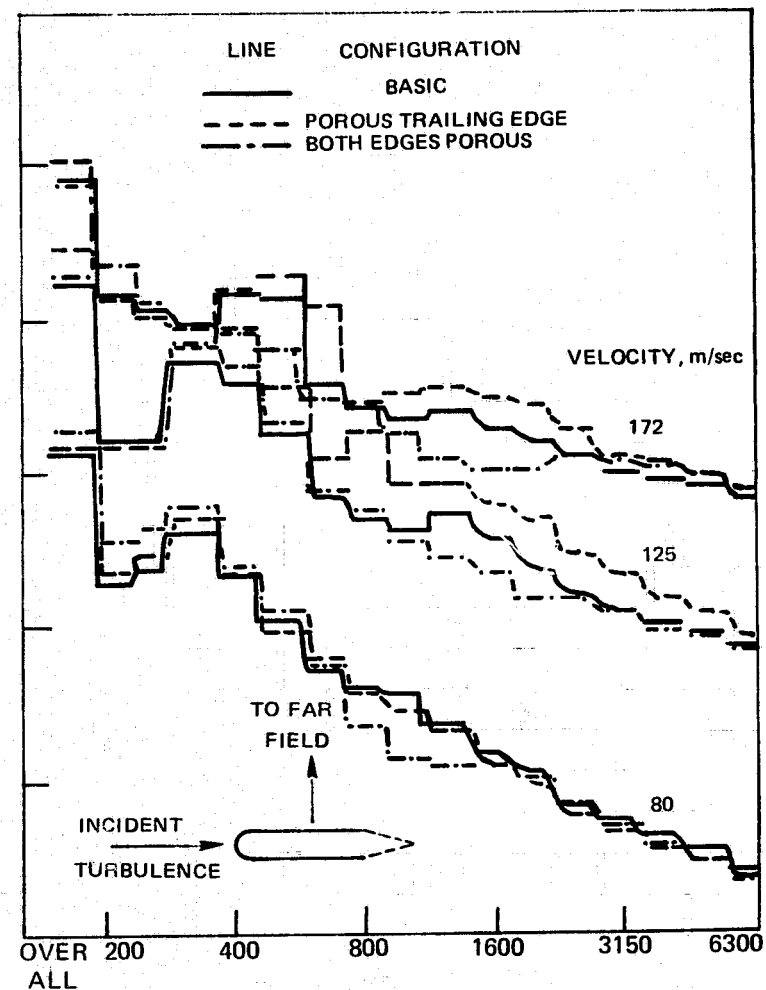 LINE CONFIGURATION
BASIC
POROUS TRAILING EDGE
BOTH EDGES POROUS
VELOCITY, m/sec
172
125
80
TO FAR
FIELD
INCIDENT
TURBULENCE
OVER 200 400 800 1600 3150 6300
ALL